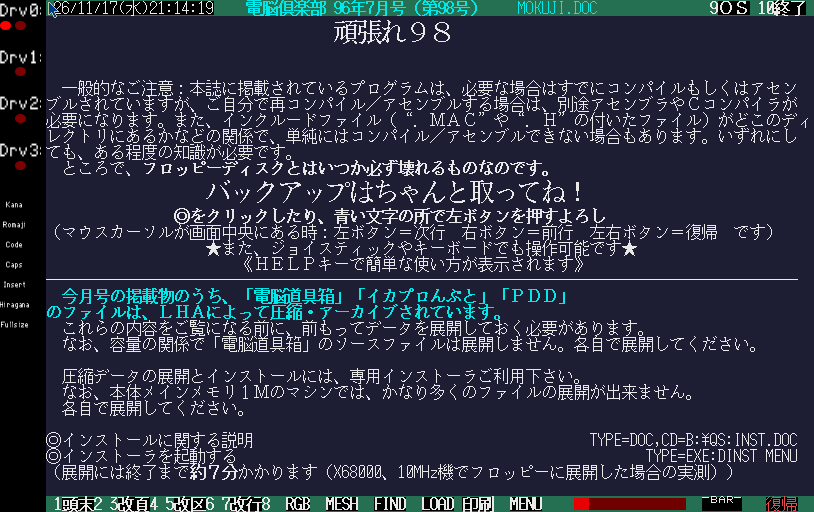 Drv0: 26/11/17(水)21:14:19 電脳倶楽部 96年7月号(第98号) MOKUJI.DOC 9OS 10終了
頑張れ98
Drv1:
Drv2:
Drv3:
Kana
Romaji
Code
Caps
Insert
Hiragana
Fullsize
一般的なご注意:本誌に掲載されているプログラムは、必要な場合はすでにコンパイルもしくはアセン
ブルされていますが、ご自分で再コンパイル/アセンブルする場合は、別途アセンブラやCコンパイラが
必要になります。また、インクルードファイル(“.MAC”や“.H”の付いたファイル)がどこのディ
レクトリにあるかなどの関係で、単純にはコンパイル/アセンブルできない場合もあります。いずれにし
ても、ある程度の知識が必要です。
ところで、フロッピーディスクとはいつか必ず壊れるものなのです。
バックアップはちゃんと取ってね!
◎をクリックしたり、青い文字の所で左ボタンを押すよろし
(マウスカーソルが画面中央にある時:左ボタン=次行 右ボタン=前行 左右ボタン=復帰 です)
★また、ジョイスティックやキーボードでも操作可能です★
《HELPキーで簡単な使い方が表示されます》
今月号の掲載物のうち、「電脳道具箱」「イカプロんぶと」「PDD」
のファイルは、LHAによって圧縮・アーカイブされています。
これらの内容をご覧になる前に、前もってデータを展開しておく必要があります。
なお、容量の関係で「電脳道具箱」のソースファイルは展開しません。各自で展開してください。
圧縮データの展開とインストールには、専用インストーラご利用下さい。
なお、本体メインメモリ1Mのマシンでは、かなり多くのファイルの展開が出来ません。
各自で展開してください。
◎インストールに関する説明 TYPE=DOC,CD=B:¥QS:INST.DOC
◎インストーラを起動する TYPE=EXE:DINST MENU
(展開には終了まで約7分かかります(X68000、10MHz機でフロッピーに展開した場合の実測))
1頭末2 3改頁4 5改区6 7改行8 RGB MESH FIND LOAD 印刷 MENU -BAR- 復帰